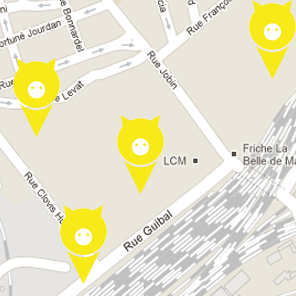 Fortuné Jourdan
Bonnardel
Rue François
Rue Jobin
Rue
Levat
LCM
Friche La
Belle de Ma
Rue Clovis Hu
Rue Guibal